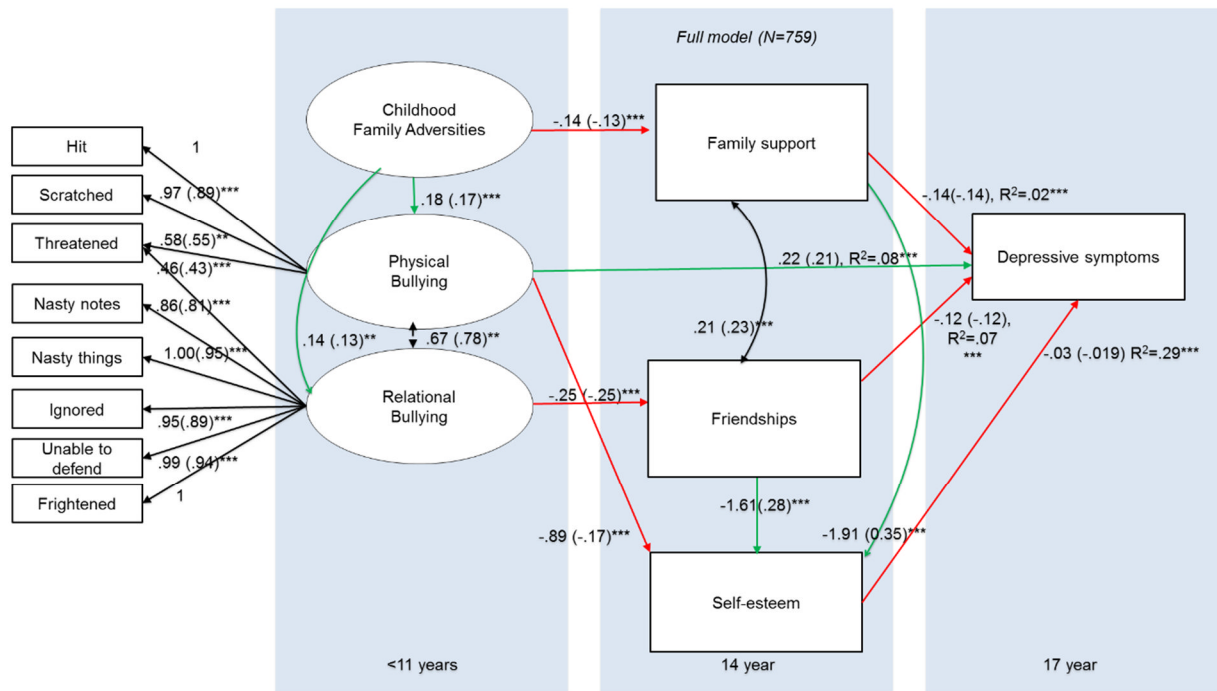 Full model (N=759)
Childhood
Family Adversities
-.14 (-.13)***
Family support
Hit
1
Scratched
.97 (.89)***
.18 (.17)***
-.14(-.14), R²=.02***
Threatened
.58(.55)**
.46(.43)***
Physical
Bullying
.22 (.21), R²=.08***
Depressive symptoms
Nasty notes
.86(.81)***
.14 (.13)**
.67 (.78)**
.21 (.23)***
-.12 (-.12),
R²=.07
***
Nasty things
1.00(.95)***
-.03 (-.019) R²=.29***
Ignored
.95(.89)***
Relational
Bullying
-.25 (-.25)***
Friendships
Unable to
defend
.99 (.94)***
Frightened
1
-1.61(.28)***
-.89 (-.17)***
-1.91 (0.35)***
Self-esteem
<11 years
14 year
17 year